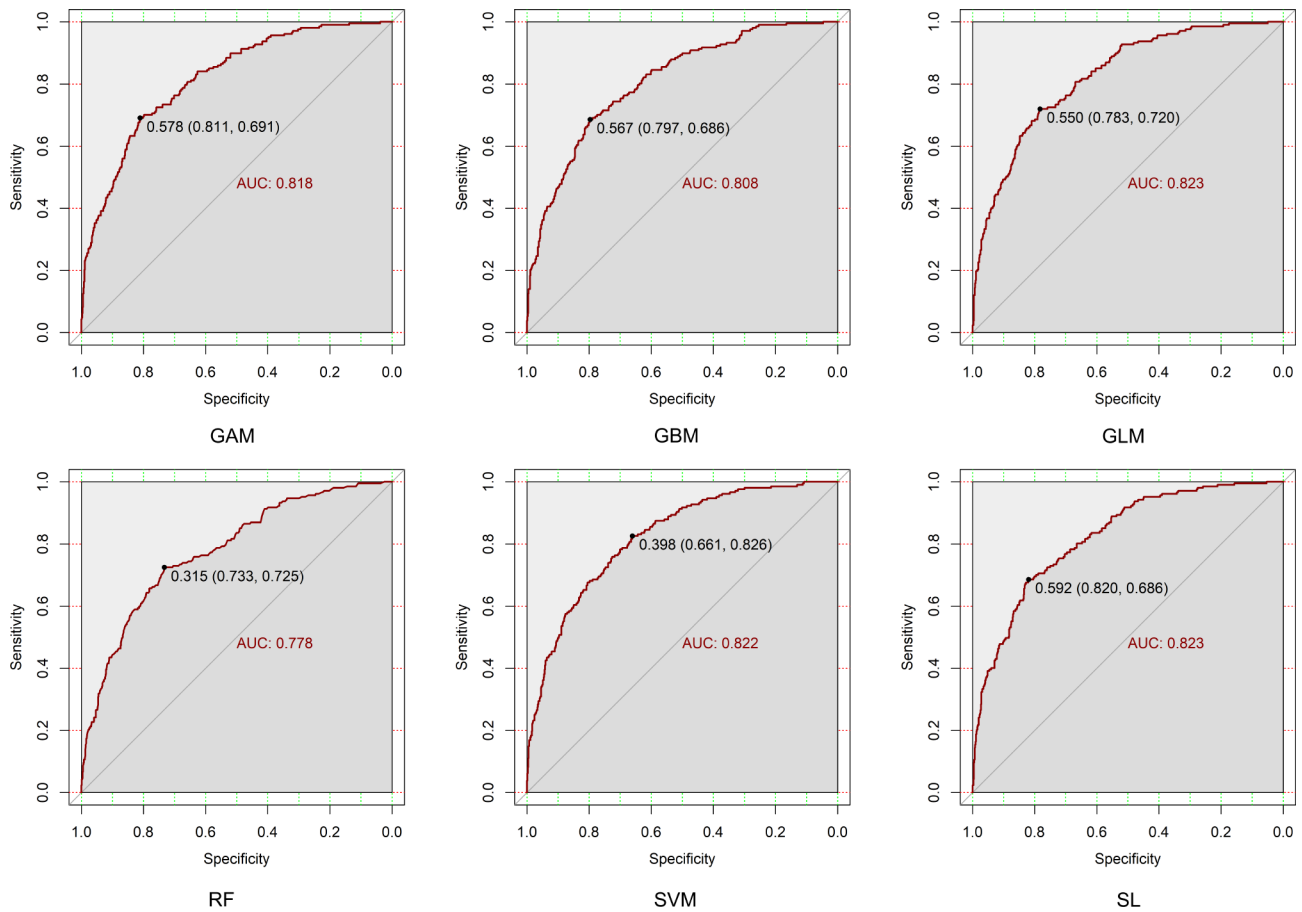 Sensitivity
1.0
0.8
0.6
0.4
0.2
0.0
0.578 (0.811, 0.691)
AUC: 0.818
1.0 0.8 0.6 0.4 0.2 0.0
Specificity
GAM
Sensitivity
1.0
0.8
0.6
0.4
0.2
0.0
0.567 (0.797, 0.686)
AUC: 0.808
1.0 0.8 0.6 0.4 0.2 0.0
Specificity
GBM
Sensitivity
1.0
0.8
0.6
0.4
0.2
0.0
0.550 (0.783, 0.720)
AUC: 0.823
1.0 0.8 0.6 0.4 0.2 0.0
Specificity
GLM
Sensitivity
1.0
0.8
0.6
0.4
0.2
0.0
0.315 (0.733, 0.725)
AUC: 0.778
1.0 0.8 0.6 0.4 0.2 0.0
Specificity
RF
Sensitivity
1.0
0.8
0.6
0.4
0.2
0.0
0.398 (0.661, 0.826)
AUC: 0.822
1.0 0.8 0.6 0.4 0.2 0.0
Specificity
SVM
Sensitivity
1.0
0.8
0.6
0.4
0.2
0.0
0.592 (0.820, 0.686)
AUC: 0.823
1.0 0.8 0.6 0.4 0.2 0.0
Specificity
SL